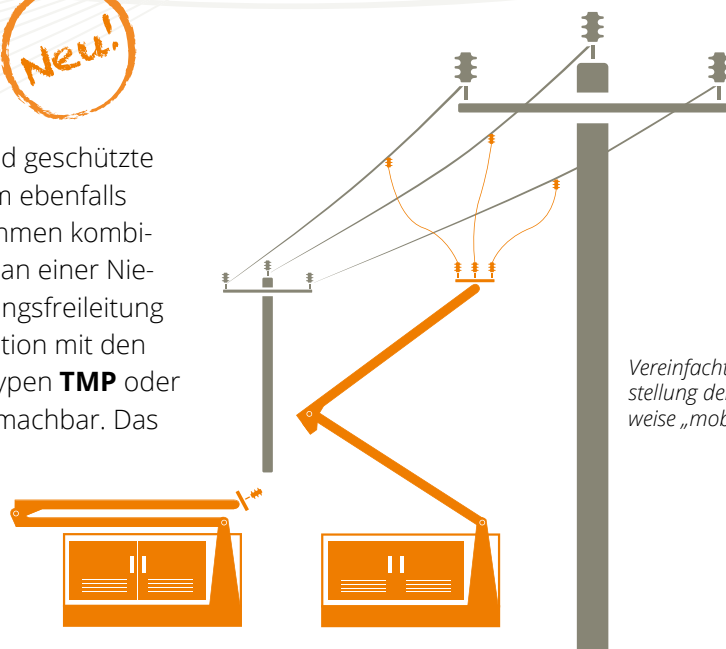 Neu!
d geschützte
m ebenfalls
hmen kombi-
an einer Nie-
ngsfreileitung
tion mit den
ypen TMP oder
machbar. Das
Vereinfacht
stellung de
weise „mob